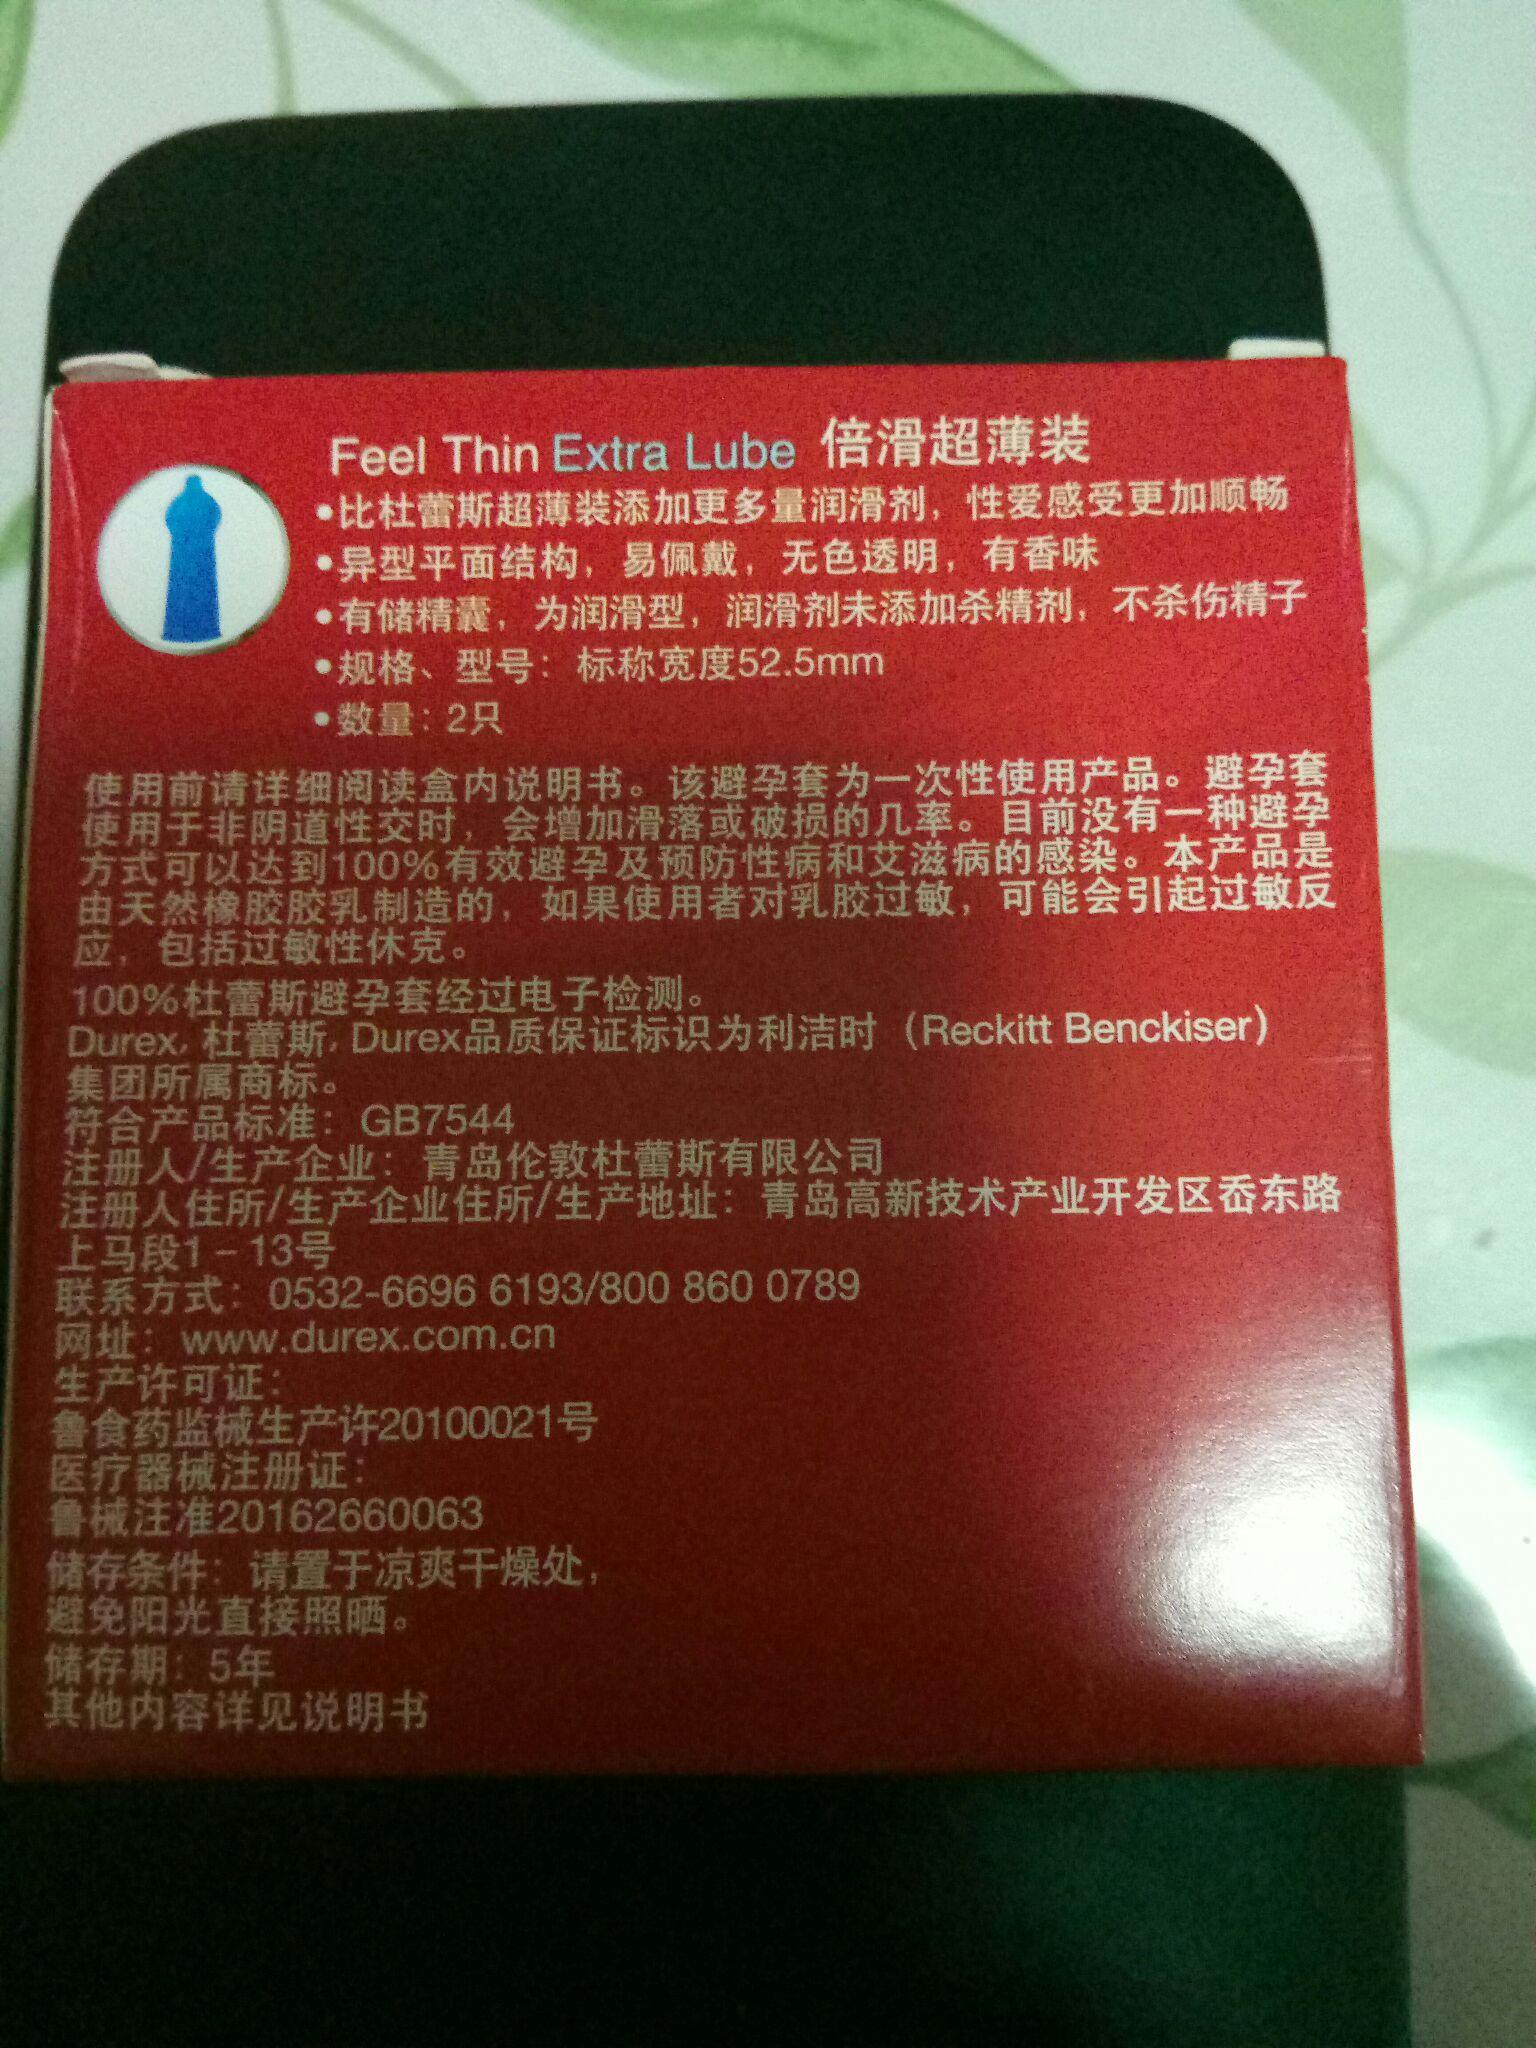 Feel Thin Extra Lube 倍滑超薄装
•比杜蕾斯超薄装添加更多量润滑剂，性爱感受更加顺畅
•异型平面结构，易佩戴，无色透明，有香味
•有储精囊，为润滑型，润滑剂未添加杀精剂，不杀伤精子
•规格、型号：标称宽度52.5mm
•数量：2只
使用前请详细阅读盒内说明书。该避孕套为一次性使用产品。避孕套
使用于非阴道性交时，会增加滑落或破损的几率。目前没有一种避孕
方式可以达到100%有效避孕及预防性病和艾滋病的感染。本产品是
由天然橡胶胶乳制造的，如果使用者对乳胶过敏，可能会引起过敏反
应，包括过敏性休克。
100%杜蕾斯避孕套经过电子检测。
Durex, 杜蕾斯, Durex品质保证标识为利洁时（Reckitt Benckiser）
集团所属商标。
符合产品标准：GB7544
注册人/生产企业：青岛伦敦杜蕾斯有限公司
注册人住所/生产企业住所/生产地址：青岛高新技术产业开发区岙东路
上马段1－13号
联系方式：0532-6696 6193/800 860 0789
网址：www.durex.com.cn
生产许可证：
鲁食药监械生产许20100021号
医疗器械注册证：
鲁械注准20162660063
储存条件：请置于凉爽干燥处，
避免阳光直接照晒。
储存期：5年
其他内容详见说明书